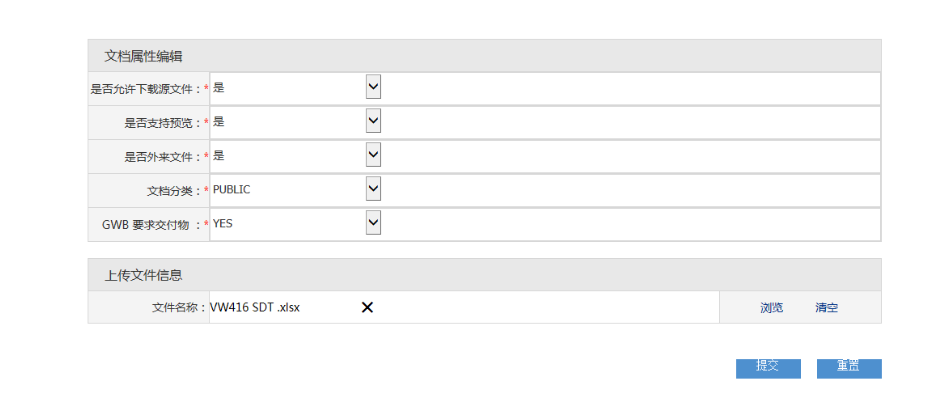 文档属性编辑
是否允许下载源文件：* 是
是否支持预览：* 是
是否外来文件：* 是
文档分类：* PUBLIC
GWB 要求交付物 ：* YES
上传文件信息
文件名称： VW416 SDT .xlsx ✕ 浏览 清空
提交 重置